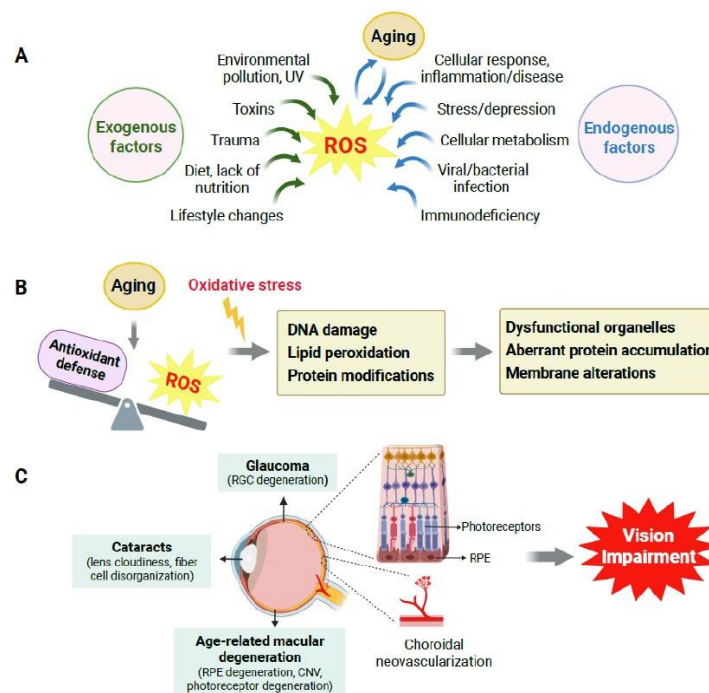 A
Aging
Exogenous
factors
Environmental
pollution, UV
Toxins
Trauma
Diet, lack of
nutrition
Lifestyle changes
ROS
Cellular response,
inflammation/disease
Stress/depression
Cellular metabolism
Viral/bacterial
infection
Immunodeficiency
Endogenous
factors
B
Aging
Antioxidant
defense
ROS
Oxidative stress
DNA damage
Lipid peroxidation
Protein modifications
Dysfunctional organelles
Aberrant protein accumulation
Membrane alterations
C
Glaucoma
(RGC degeneration)
Cataracts
(lens cloudiness, fiber
cell disorganization)
Age-related macular
degeneration
(RPE degeneration, CNV,
photoreceptor degeneration)
Photoreceptors
RPE
Choroidal
neovascularization
Vision
Impairment